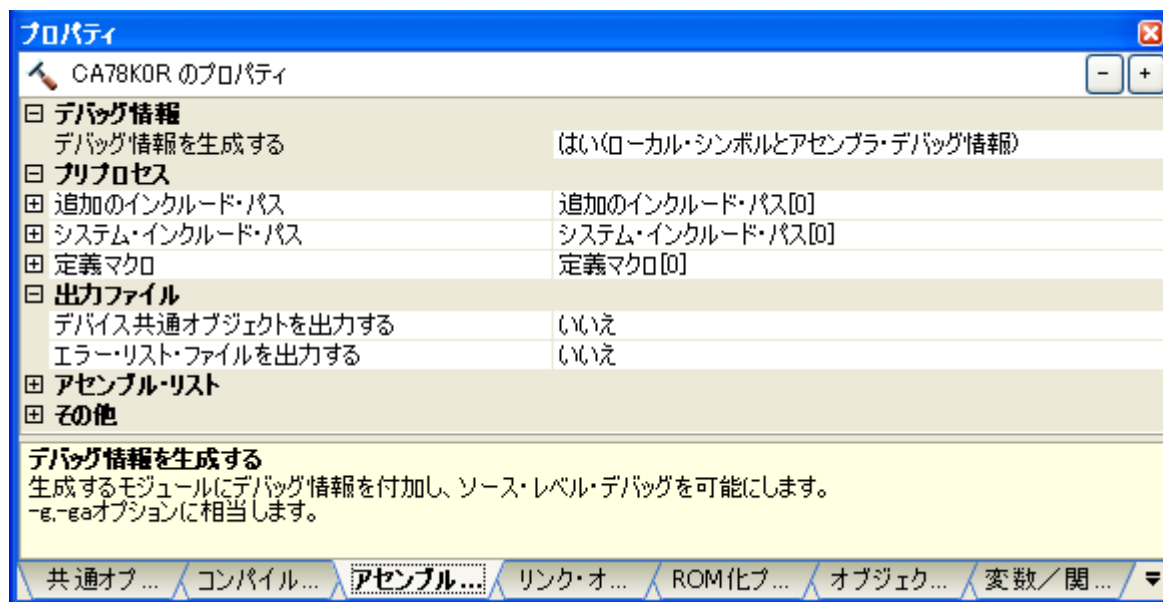 プロパティ
CA78K0R のプロパティ
デバッグ情報
デバッグ情報を生成する はい(ローカル・シンボルとアセンブラ・デバッグ情報)
プリプロセス
追加のインクルード・パス 追加のインクルード・パス[0]
システム・インクルード・パス システム・インクルード・パス[0]
定義マクロ 定義マクロ[0]
出力ファイル
デバイス共通オブジェクトを出力する いいえ
エラー・リスト・ファイルを出力する いいえ
アセンブル・リスト
その他
デバッグ情報を生成する
生成するモジュールにデバッグ情報を付加し、ソース・レベル・デバッグを可能にします。
-g,-gaオプションに相当します。
共通オプ... コンパイル... アセンブル... リンク・オ... ROM化プ... オブジェク... 変数／関...